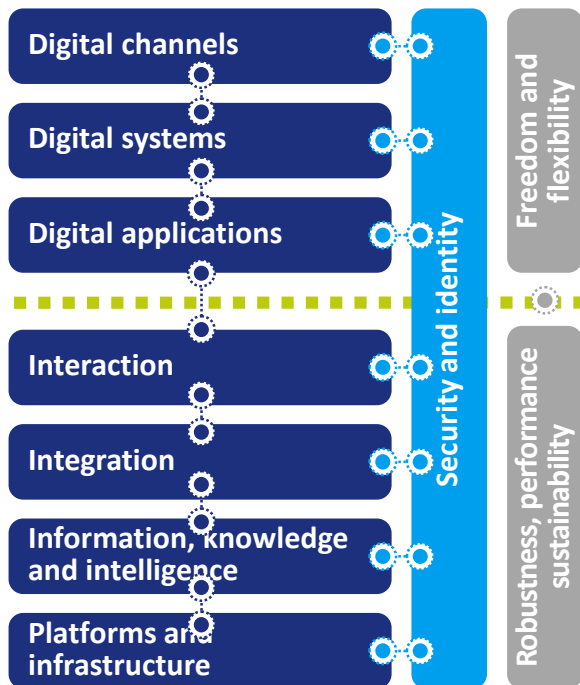 Digital channels
Digital systems
Digital applications
Interaction
Integration
Information, knowledge
and intelligence
Platforms and
infrastructure
Security and identity
Freedom and
flexibility
Robustness, performance
sustainability